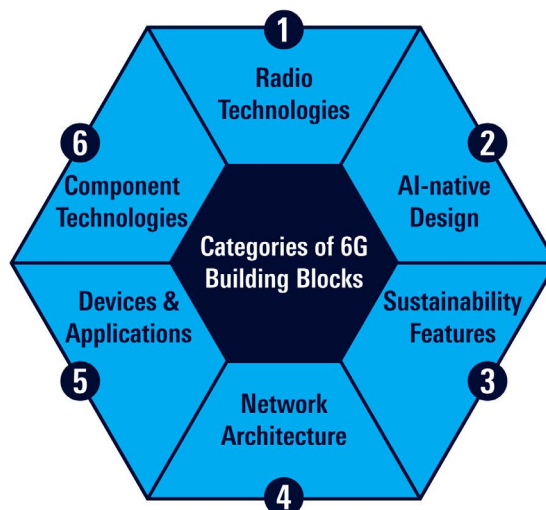 1
Radio
Technologies
2
AI-native
Design
3
Sustainability
Features
4
Network
Architecture
5
Devices &
Applications
6
Component
Technologies
Categories of 6G
Building Blocks